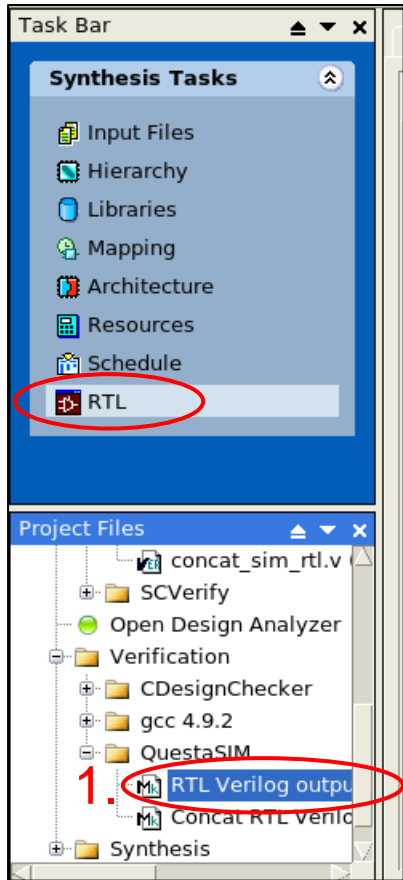 Task Bar
Synthesis Tasks
Input Files
Hierarchy
Libraries
Mapping
Architecture
Resources
Schedule
RTL
Project Files
concat_sim_rtl.v (
SCVerify
Open Design Analyzer
Verification
CDesignChecker
gcc 4.9.2
QuestaSIM
1. RTL Verilog outpu
Concat RTL Verilo
Synthesis